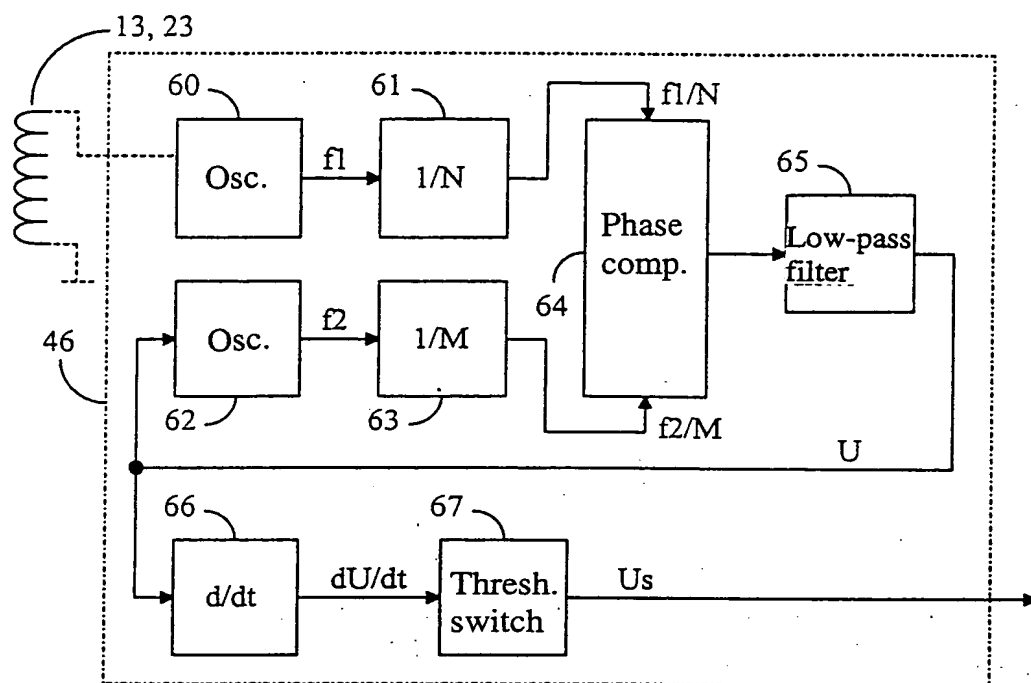 13, 23
60
61
f1/N
Osc.
f1
1/N
65
Phase
comp.
Low-pass
filter
64
46
Osc.
f2
1/M
62
63
f2/M
U
66
67
d/dt
dU/dt
Thresh.
switch
Us